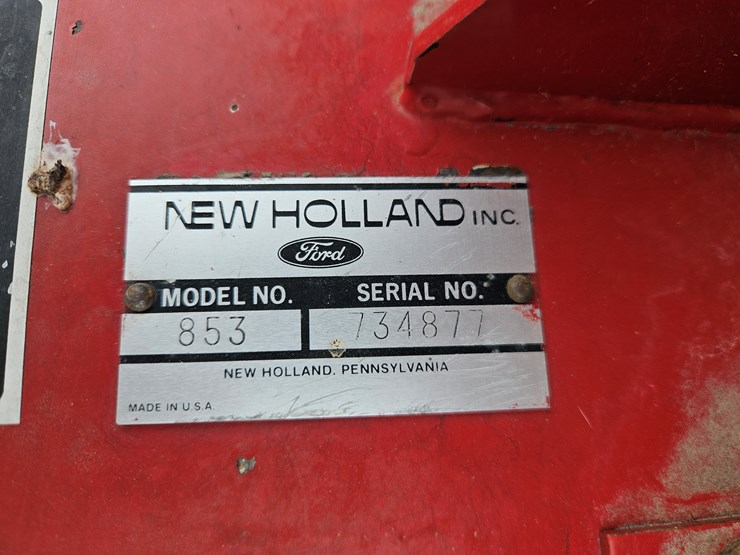 NEW HOLLAND INC.
Ford
MODEL NO. SERIAL NO.
853 734877
NEW HOLLAND, PENNSYLVANIA
MADE IN U.S.A.